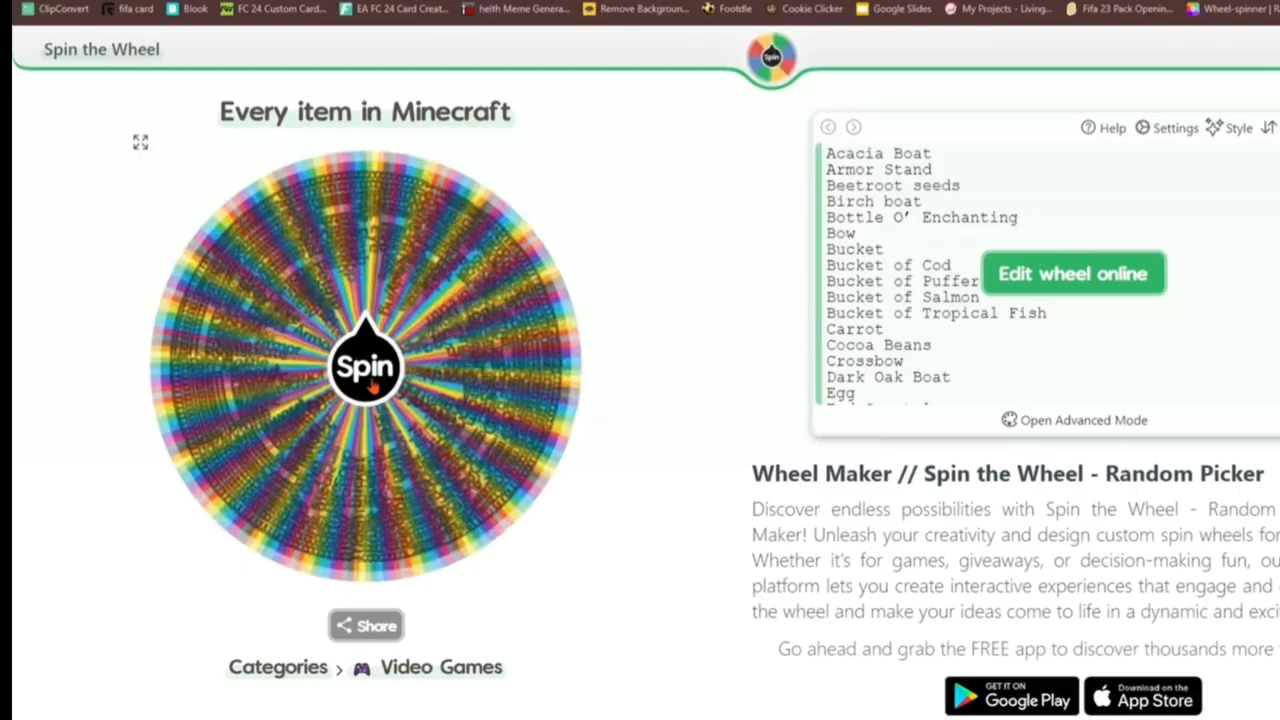 ClipConvert fifa card Blook FC 24 Custom Card... EA FC 24 Card Creat... helth Meme Genera... Remove Backgroun... Footdle Cookie Clicker Google Slides My Projects - Living... Fifa 23 Pack Openin... Wheel-spinner | R
Spin the Wheel
Spin
Every item in Minecraft
Help Settings Style
Acacia Boat
Armor Stand
Beetroot seeds
Birch boat
Bottle O’ Enchanting
Bow
Bucket
Bucket of Cod
Bucket of Puffer
Bucket of Salmon
Bucket of Tropical Fish
Carrot
Cocoa Beans
Crossbow
Dark Oak Boat
Egg
Edit wheel online
Open Advanced Mode
Spin
Share
Categories > Video Games
Wheel Maker // Spin the Wheel - Random Picker
Discover endless possibilities with Spin the Wheel - Random
Maker! Unleash your creativity and design custom spin wheels for
Whether it's for games, giveaways, or decision-making fun, ou
platform lets you create interactive experiences that engage and
the wheel and make your ideas come to life in a dynamic and exci
Go ahead and grab the FREE app to discover thousands more
GET IT ON
Google Play
Download on the
App Store